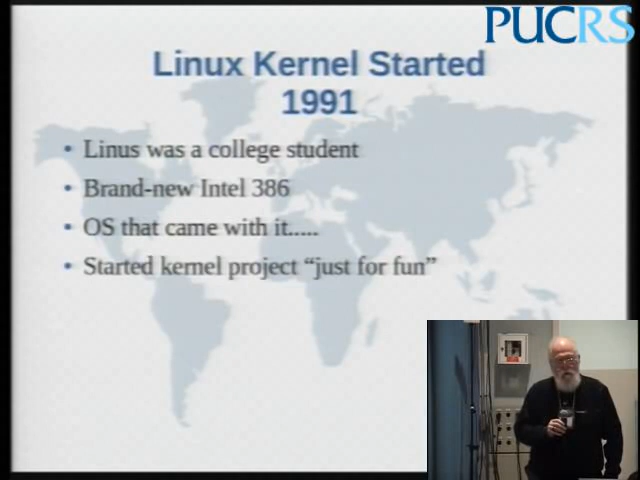 PUCRS
Linux Kernel Started
1991
• Linus was a college student
• Brand-new Intel 386
• OS that came with it.....
• Started kernel project “just for fun”